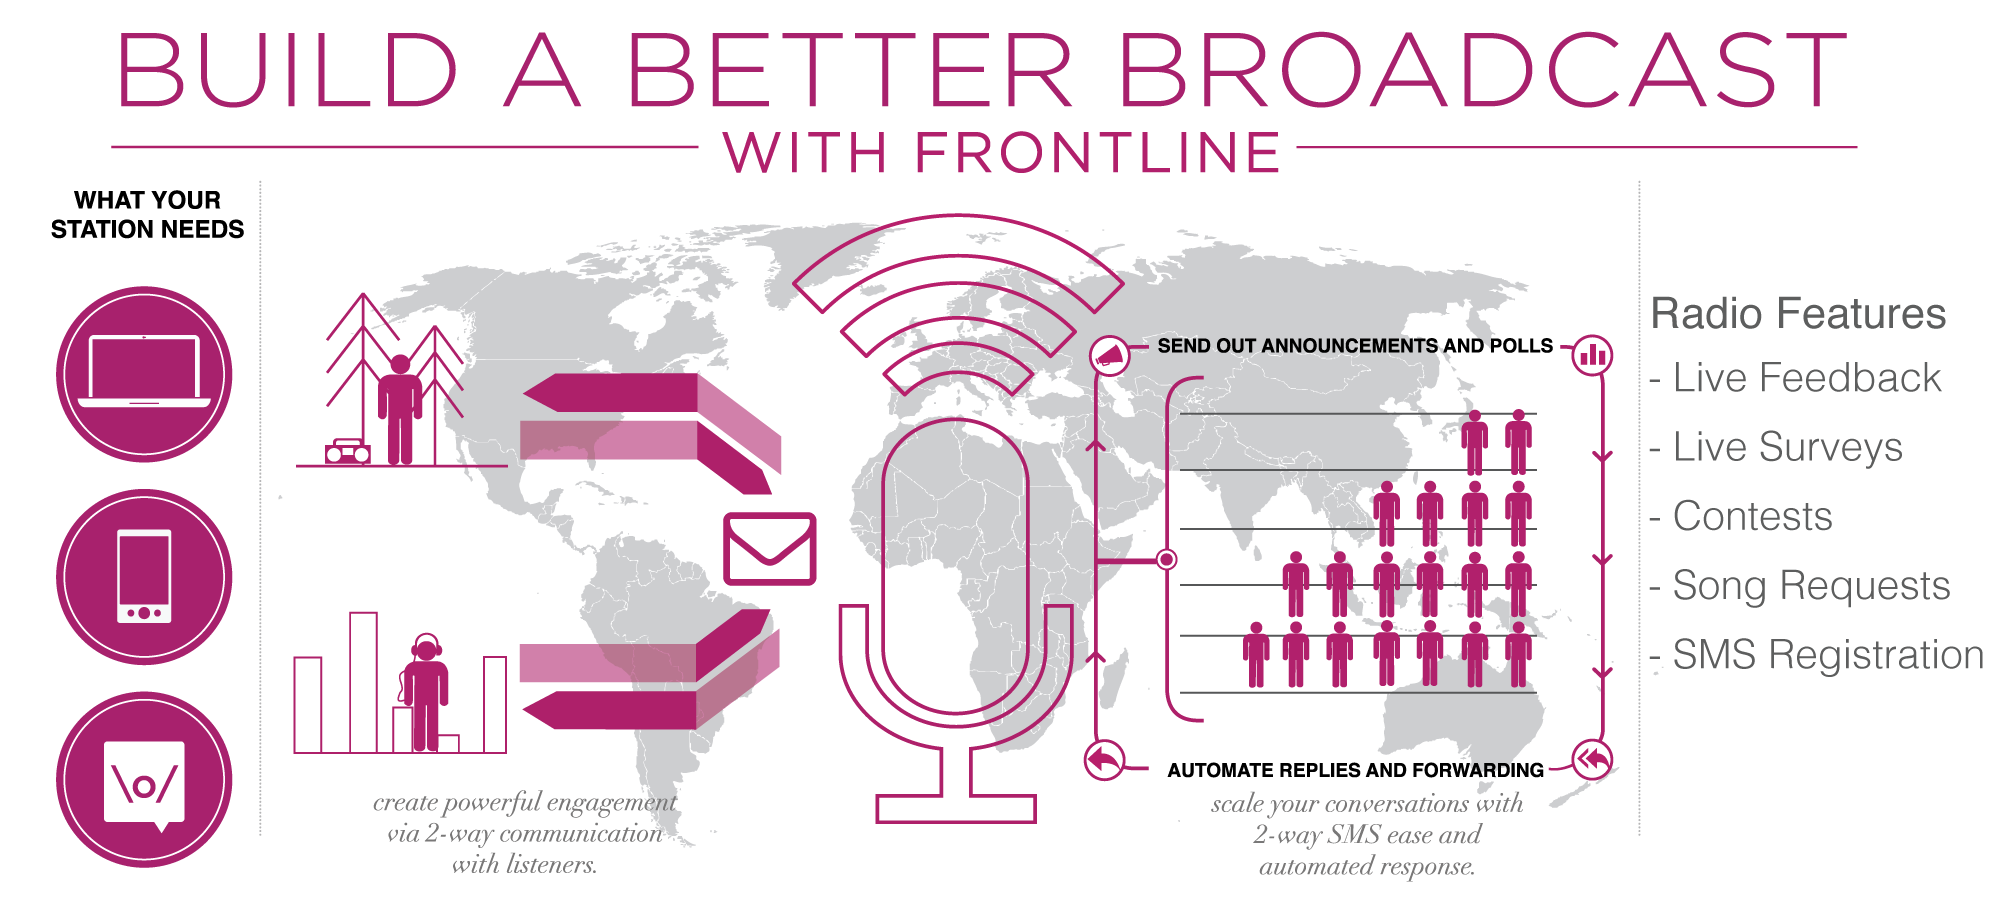 BUILD A BETTER BROADCAST
WITH FRONTLINE
WHAT YOUR
STATION NEEDS
\o/
create powerful engagement
via 2-way communication
with listeners.
SEND OUT ANNOUNCEMENTS AND POLLS
AUTOMATE REPLIES AND FORWARDING
scale your conversations with
2-way SMS ease and
automated response.
Radio Features
- Live Feedback
- Live Surveys
- Contests
- Song Requests
- SMS Registration